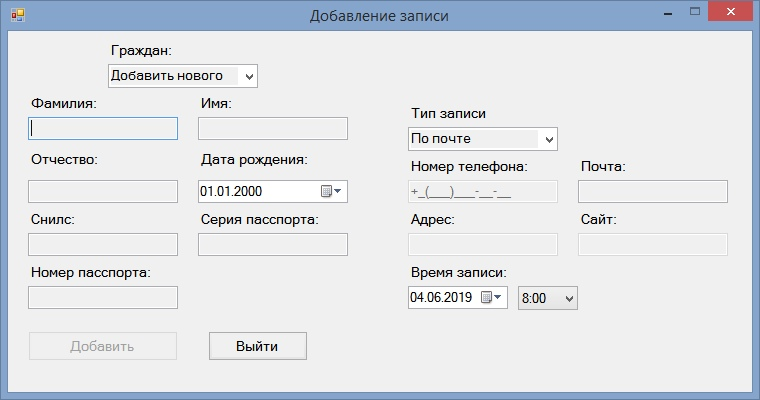 Добавление записи
Граждан:
Добавить нового
Фамилия:
Имя:
Тип записи
По почте
Отчество:
Дата рождения:
Номер телефона:
Почта:
01.01.2000
+_(___)___-__-__
Снилс:
Серия пасспорта:
Адрес:
Сайт:
Номер пасспорта:
Время записи:
04.06.2019
8:00
Добавить
Выйти